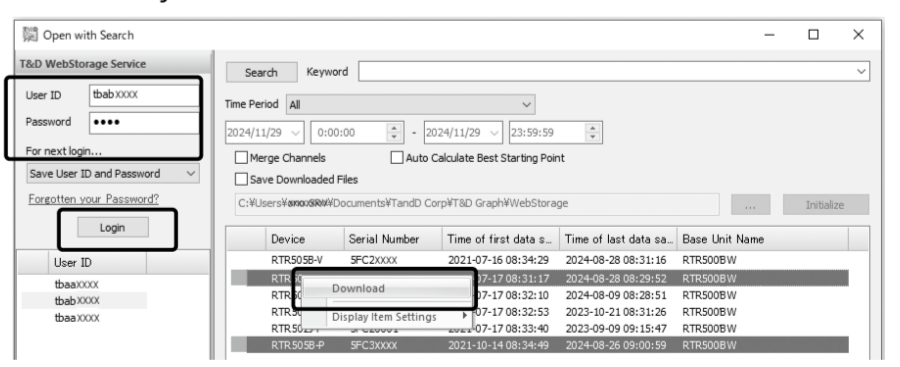 Open with Search
T&D WebStorage Service
User ID tbabXXXX
Password ••••
For next login...
Save User ID and Password
Forgotten your Password?
Login
User ID
tbaaXXXX
tbabXXXX
tbaaXXXX
Search Keyword
Time Period All
2024/11/29 0:00:00 - 2024/11/29 23:59:59
Merge Channels Auto Calculate Best Starting Point
Save Downloaded Files
¥Documents¥TandD Corp¥T&D Graph¥WebStorage ... Initialize
Device Serial Number Time of first data s... Time of last data sa... Base Unit Name
RTR505B-V 5FC2XXXX 2021-07-16 08:34:29 2024-08-28 08:31:16 RTR500BW
07-17 08:31:17 2024-08-28 08:29:52 RTR500BW
07-17 08:32:10 2024-08-09 08:28:51 RTR500BW
07-17 08:32:53 2023-10-21 08:31:26 RTR500BW
07-17 08:33:40 2023-09-09 09:15:47 RTR500BW
RTR505B-P 5FC3XXXX 2021-10-14 08:34:49 2024-08-26 09:00:59 RTR500BW
Download
Display Item Settings